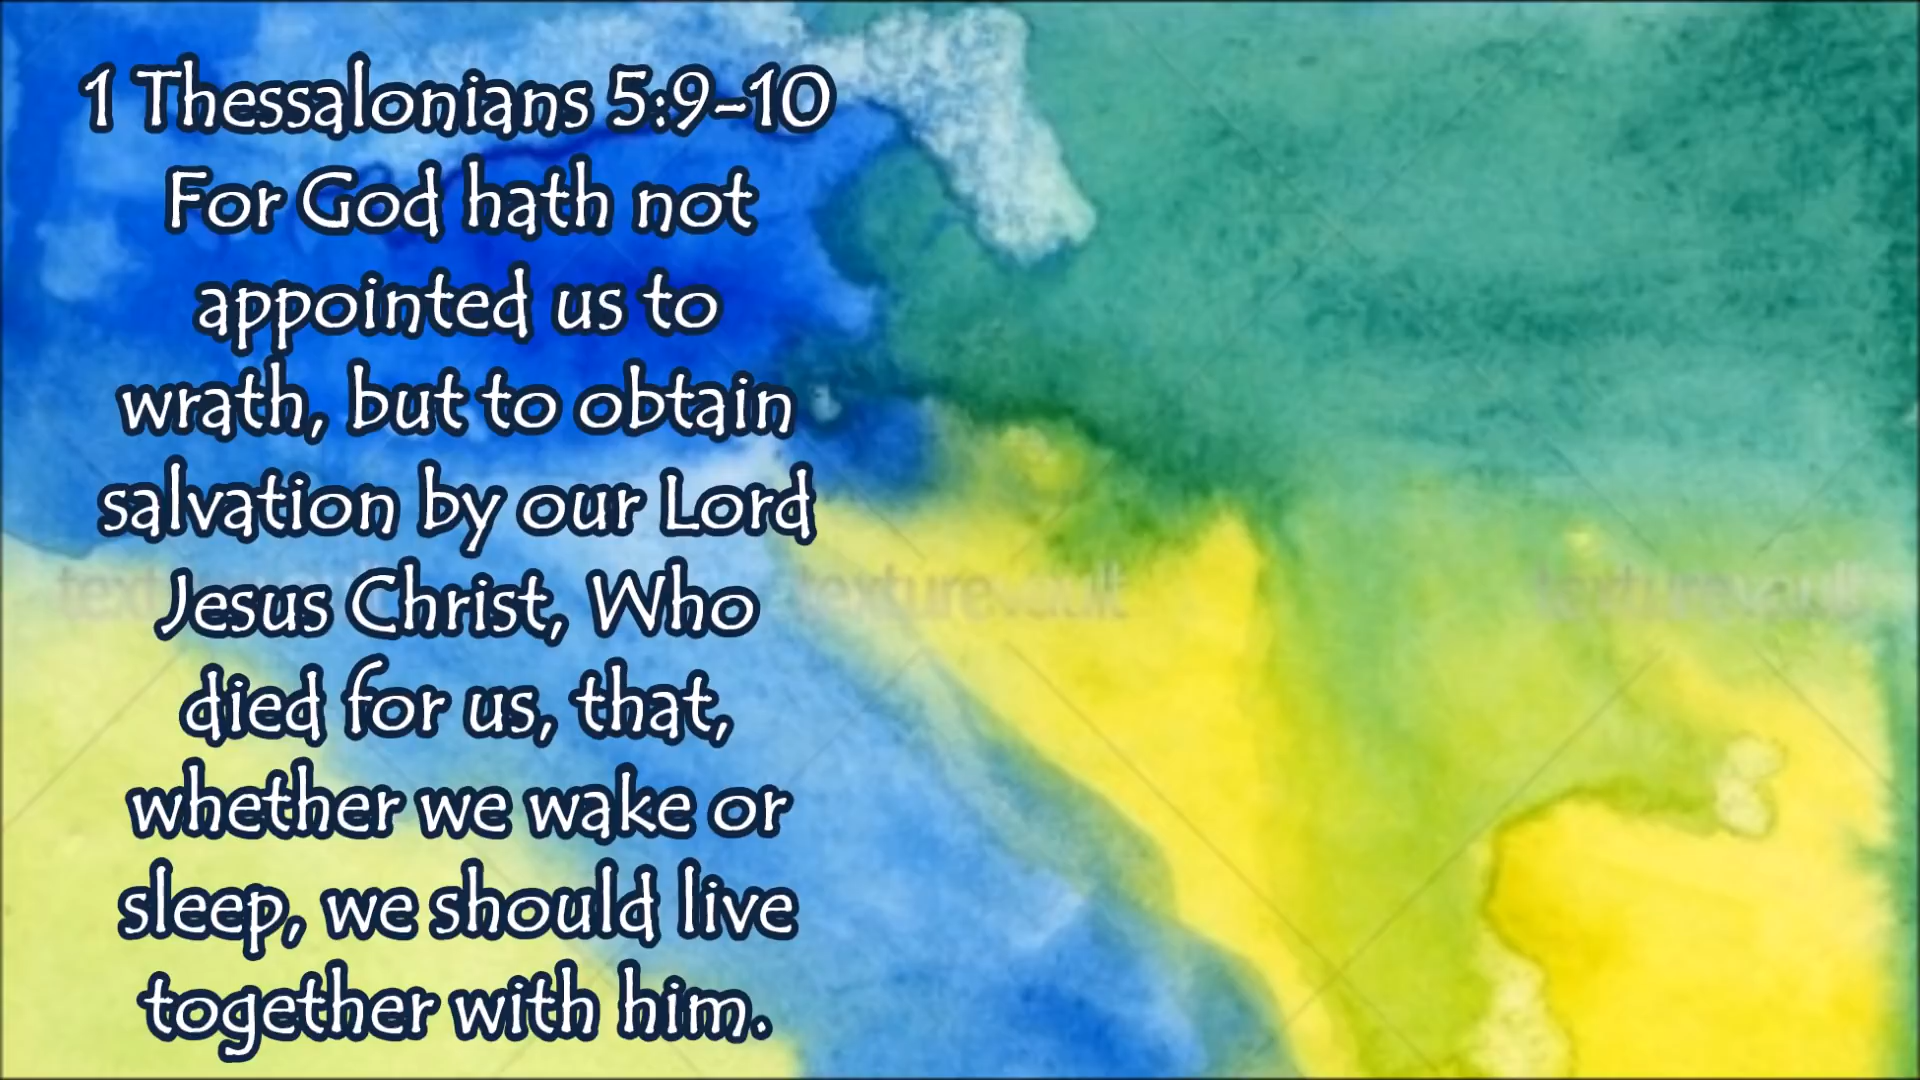 1 Thessalonians 5:9-10
For God hath not
appointed us to
wrath, but to obtain
salvation by our Lord
Jesus Christ, Who
died for us, that,
whether we wake or
sleep, we should live
together with him.
texturevault
texturevault